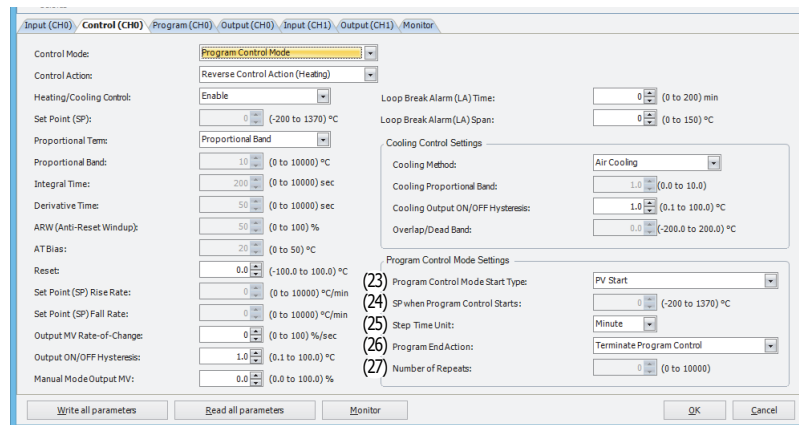 Input (CH0) Control (CH0) Program (CH0) Output (CH0) Input (CH1) Output (CH1) Monitor
Control Mode: Program Control Mode
Control Action: Reverse Control Action (Heating)
Heating/Cooling Control: Enable
Set Point (SP): 0 (-200 to 1370) °C
Proportional Term: Proportional Band
Proportional Band: 10 (0 to 10000) °C
Integral Time: 200 (0 to 10000) sec
Derivative Time: 50 (0 to 10000) sec
ARW (Anti-Reset Windup): 50 (0 to 100) %
AT Bias: 20 (0 to 50) °C
Reset: 0.0 (-100.0 to 100.0) °C
Set Point (SP) Rise Rate: 0 (0 to 10000) °C/min
Set Point (SP) Fall Rate: 0 (0 to 10000) °C/min
Output MV Rate-of-Change: 0 (0 to 100) %/sec
Output ON/OFF Hysteresis: 1.0 (0.1 to 100.0) °C
Manual Mode Output MV: 0.0 (0.0 to 100.0) %
Loop Break Alarm (LA) Time: 0 (0 to 200) min
Loop Break Alarm (LA) Span: 0 (0 to 150) °C
Cooling Control Settings
Cooling Method: Air Cooling
Cooling Proportional Band: 1.0 (0.0 to 10.0)
Cooling Output ON/OFF Hysteresis: 1.0 (0.1 to 100.0) °C
Overlap/Dead Band: 0.0 (-200.0 to 200.0) °C
Program Control Mode Settings
(23) Program Control Mode Start Type: PV Start
(24) SP when Program Control Starts: 0 (-200 to 1370) °C
(25) Step Time Unit: Minute
(26) Program End Action: Terminate Program Control
(27) Number of Repeats: 0 (0 to 10000)
Write all parameters Read all parameters Monitor OK Cancel